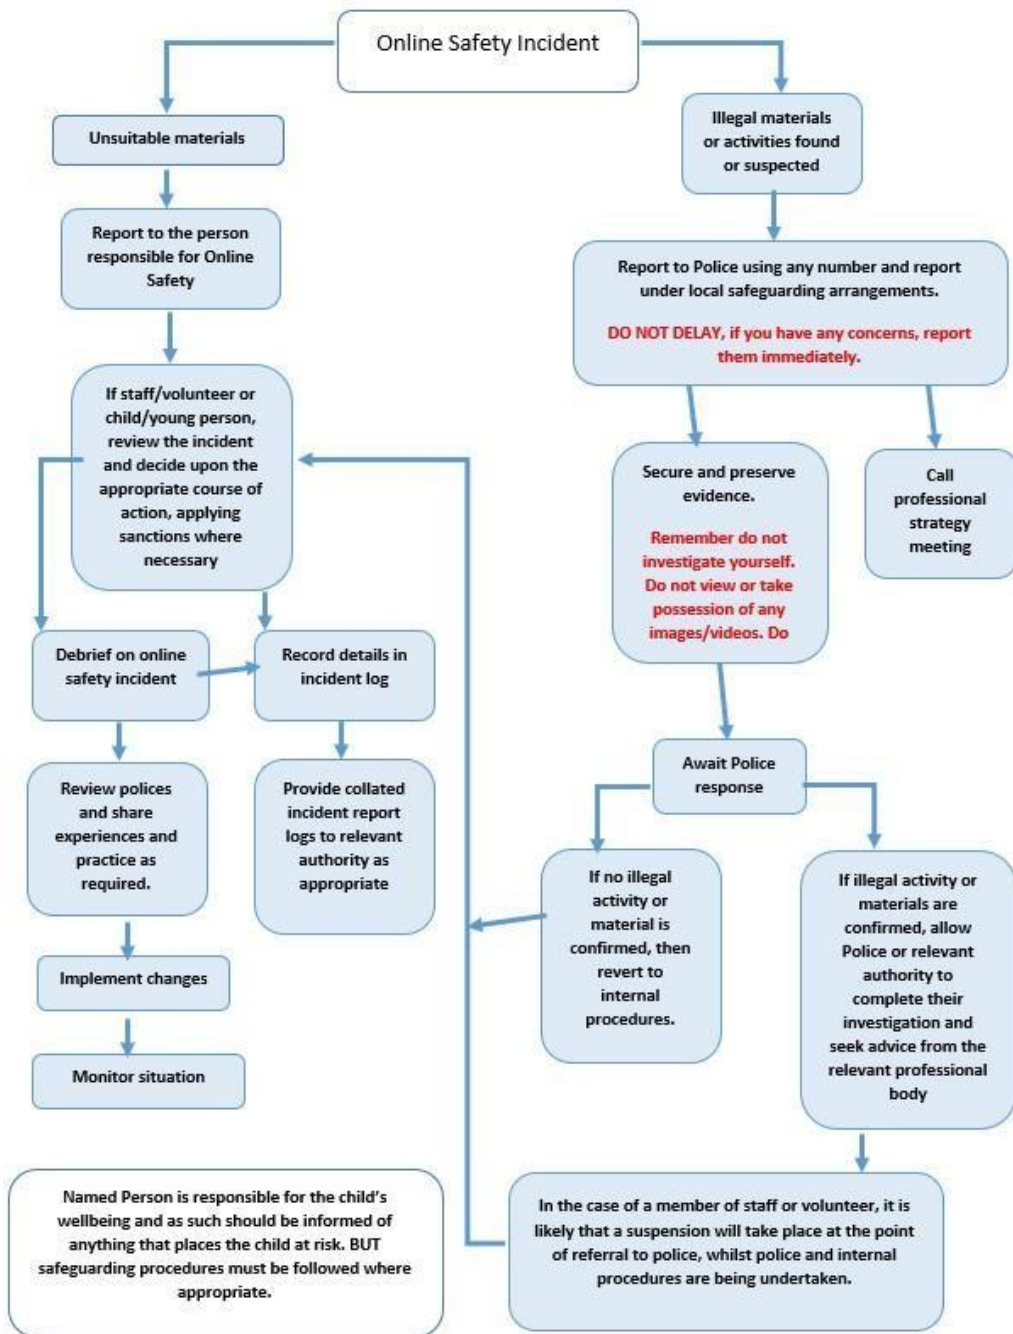 Online Safety Incident
Unsuitable materials
Report to the person
responsible for Online
Safety
If staff/volunteer or
child/young person,
review the incident
and decide upon the
appropriate course of
action, applying
sanctions where
necessary
Debrief on online
safety incident
Record details in
incident log
Review polices
and share
experiences and
practice as
required.
Provide collated
incident report
logs to relevant
authority as
appropriate
Implement changes
Monitor situation
Illegal materials
or activities found
or suspected
Report to Police using any number and report
under local safeguarding arrangements.
DO NOT DELAY, if you have any concerns, report
them immediately.
Secure and preserve
evidence.
Remember do not
investigate yourself.
Do not view or take
possession of any
images/videos. Do
Call
professional
strategy
meeting
Await Police
response
If no illegal
activity or
material is
confirmed, then
revert to
internal
procedures.
If illegal activity or
materials are
confirmed, allow
Police or relevant
authority to
complete their
investigation and
seek advice from the
relevant professional
body
In the case of a member of staff or volunteer, it is
likely that a suspension will take place at the point
of referral to police, whilst police and internal
procedures are being undertaken.
Named Person is responsible for the child's
wellbeing and as such should be informed of
anything that places the child at risk. BUT
safeguarding procedures must be followed where
appropriate.